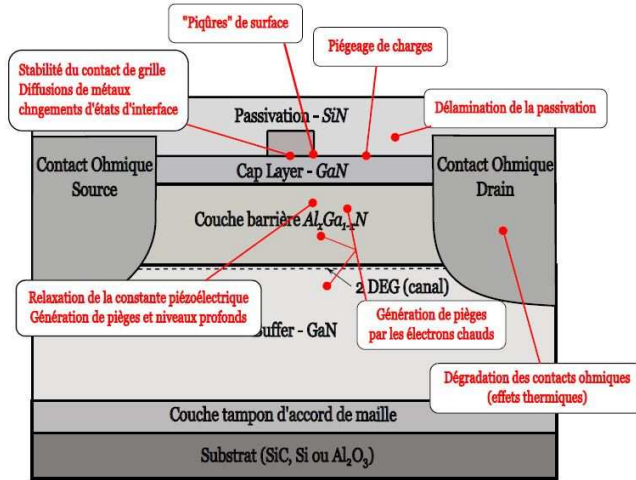 "Piqûres" de surface
Piégeage de charges
Stabilité du contact de grille
Diffusions de métaux
chngements d'états d'interface
Délamination de la passivation
Passivation - SiN
Contact Ohmique
Source
Cap Layer - GaN
Contact Ohmique
Drain
Couche barrière AlxGa1-xN
2 DEG (canal)
Relaxation de la constante piézoélectrique
Génération de pièges et niveaux profonds
Génération de pièges
par les électrons chauds
uffer - GaN
Dégradation des contacts ohmiques
(effets thermiques)
Couche tampon d'accord de maille
Substrat (SiC, Si ou Al₂O₃)